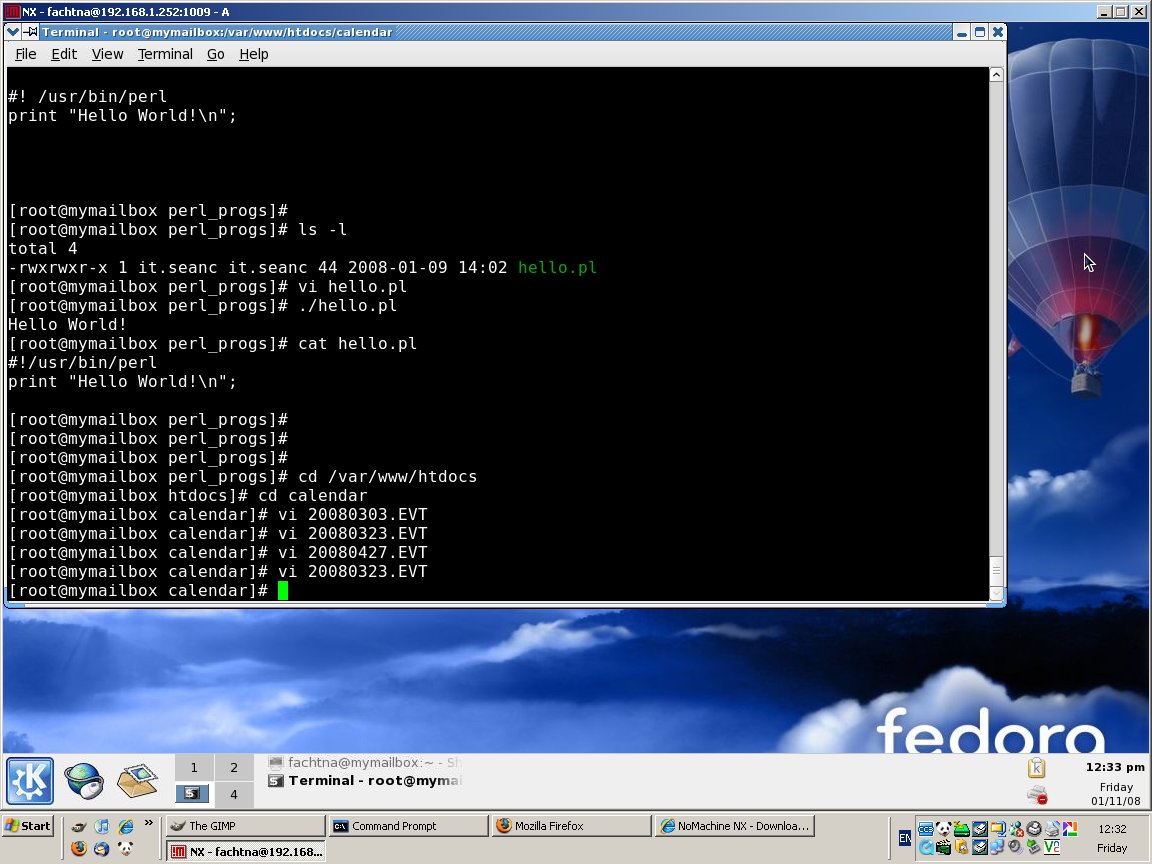 NX - fachtna@192.168.1.252:1009 - A
Terminal - root@mymailbox:/var/www/htdocs/calendar
File Edit View Terminal Go Help
#! /usr/bin/perl
print "Hello World!\n";
[root@mymailbox perl_progs]#
[root@mymailbox perl_progs]# ls -l
total 4
-rwxrwxr-x 1 it.seanc it.seanc 44 2008-01-09 14:02 hello.pl
[root@mymailbox perl_progs]# vi hello.pl
[root@mymailbox perl_progs]# ./hello.pl
Hello World!
[root@mymailbox perl_progs]# cat hello.pl
#!/usr/bin/perl
print "Hello World!\n";
[root@mymailbox perl_progs]#
[root@mymailbox perl_progs]#
[root@mymailbox perl_progs]#
[root@mymailbox perl_progs]# cd /var/www/htdocs
[root@mymailbox htdocs]# cd calendar
[root@mymailbox calendar]# vi 20080303.EVT
[root@mymailbox calendar]# vi 20080323.EVT
[root@mymailbox calendar]# vi 20080427.EVT
[root@mymailbox calendar]# vi 20080323.EVT
[root@mymailbox calendar]#
fedora
1 2
4
fachtna@mymailbox:~ - Sh
Terminal - root@myma
12:33 pm
Friday
01/11/08
Start
The GIMP
Command Prompt
Mozilla Firefox
NoMachine NX - Downloa...
NX - fachtna@192.168...
EN
12:32
Friday